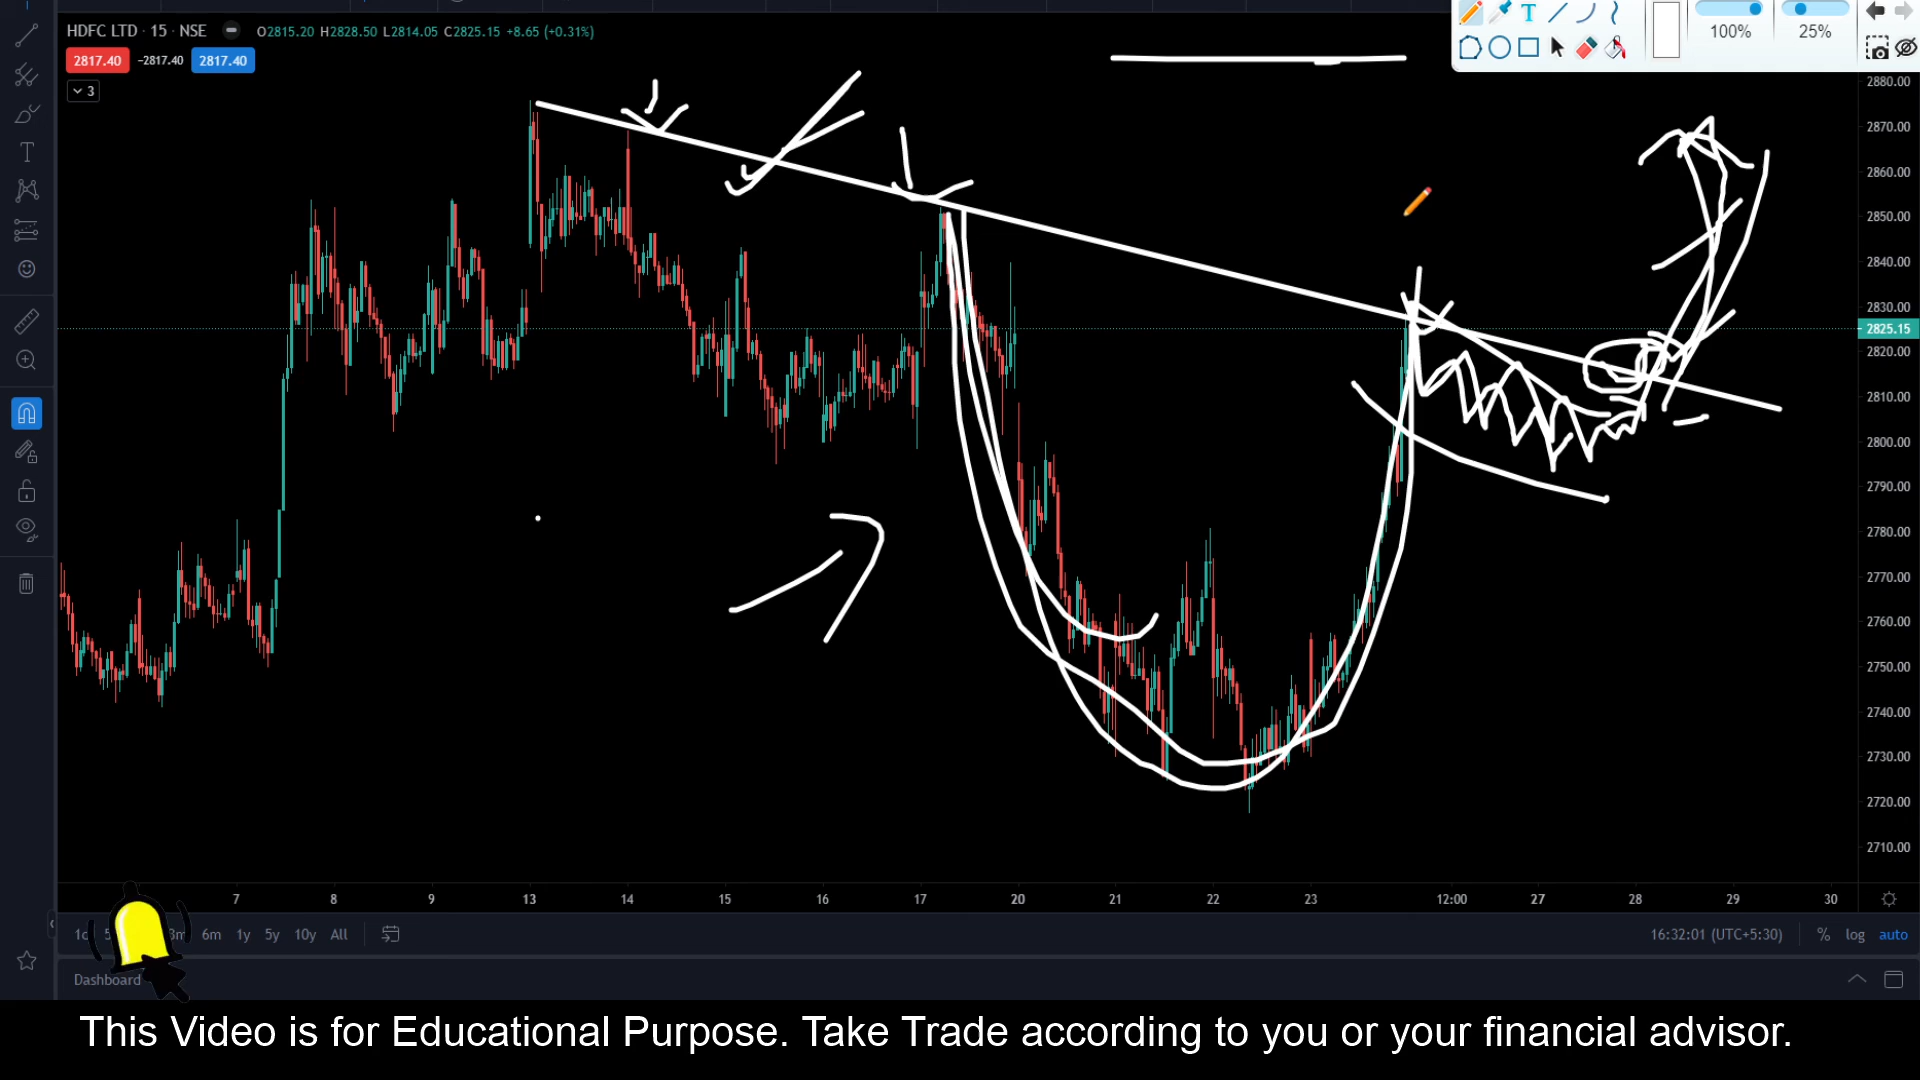 HDFC LTD · 15 · NSE
O2815.20 H2828.50 L2814.05 C2825.15 +8.65 (+0.31%)
2817.40 −2817.40 2817.40
3
100%
25%
2880.00
2870.00
2860.00
2850.00
2840.00
2830.00
2825.15
2820.00
2810.00
2800.00
2790.00
2780.00
2770.00
2760.00
2750.00
2740.00
2730.00
2720.00
2710.00
7 8 9 13 14 15 16 17 20 21 22 23 12:00 27 28 29 30
6m 1y 5y 10y All
16:32:01 (UTC+5:30) % log auto
Dashboard
This Video is for Educational Purpose. Take Trade according to you or your financial advisor.